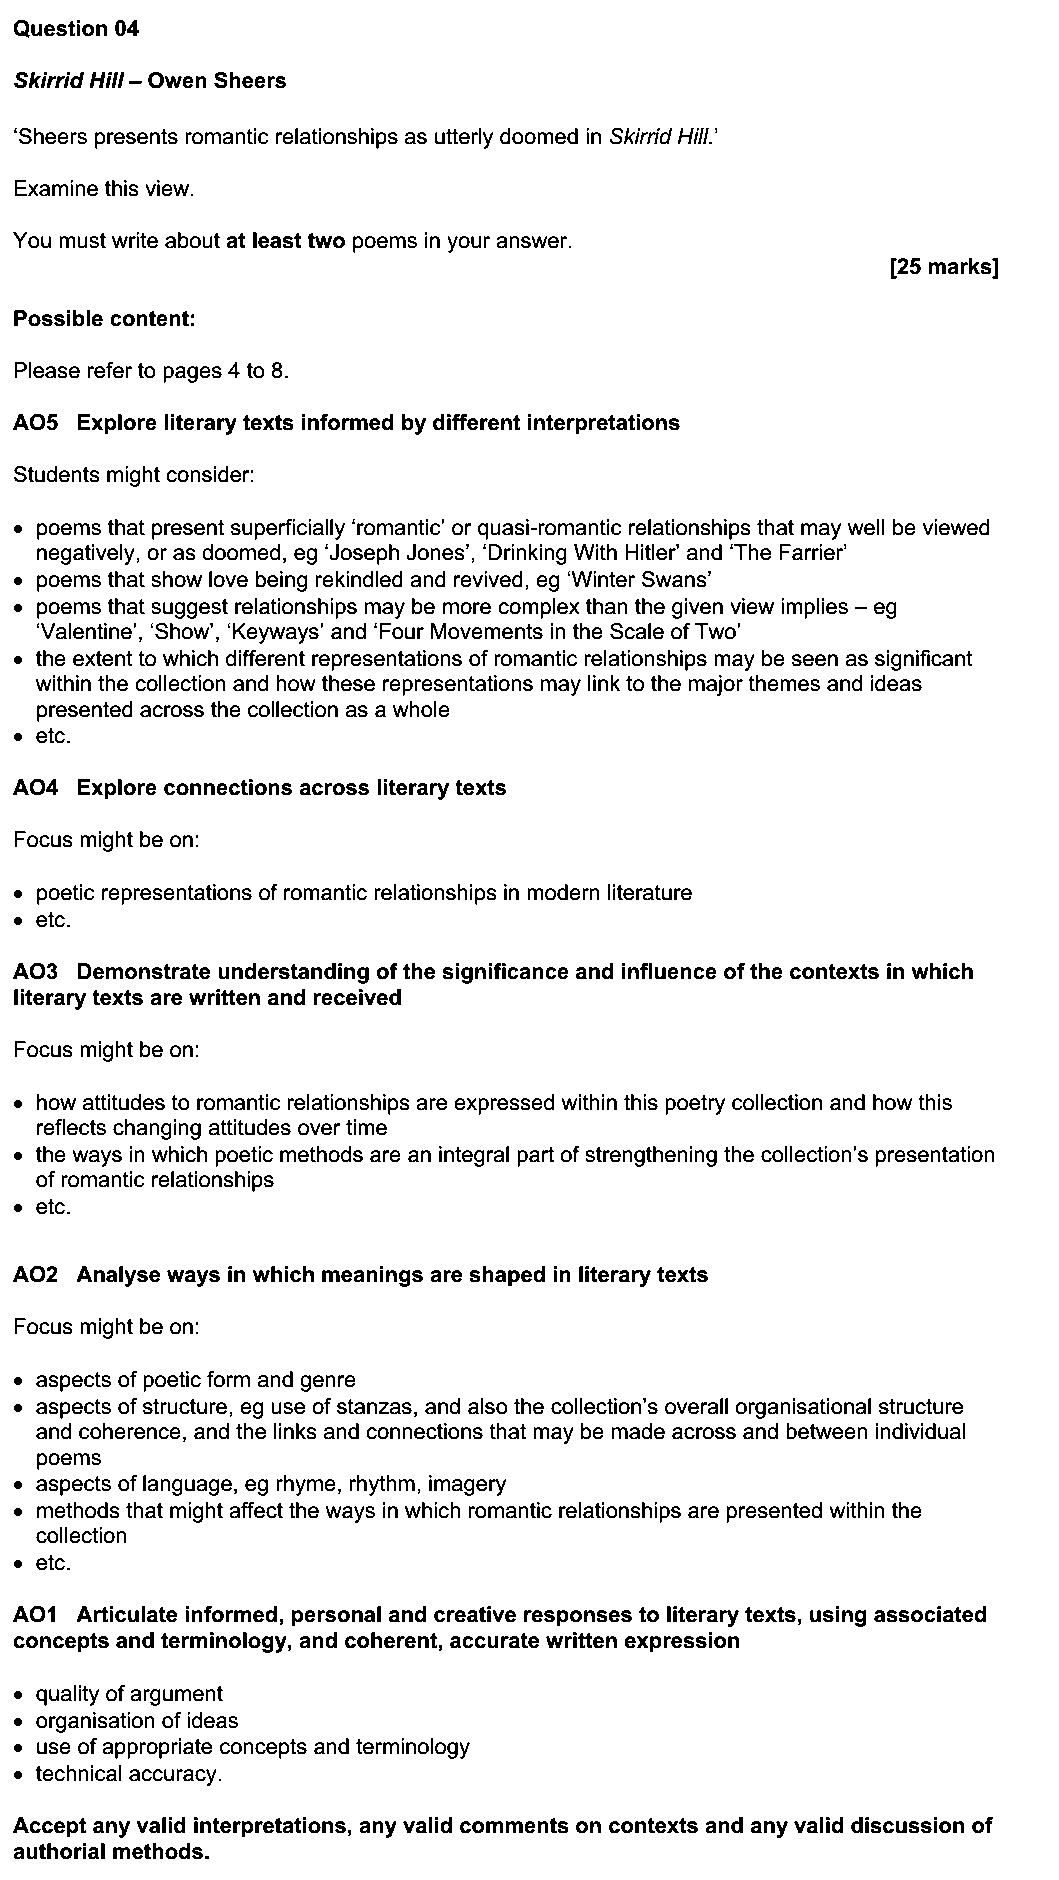 Question 04
Skirrid Hill – Owen Sheers
‘Sheers presents romantic relationships as utterly doomed in Skirrid Hill.’
Examine this view.
You must write about at least two poems in your answer.
[25 marks]
Possible content:
Please refer to pages 4 to 8.
AO5 Explore literary texts informed by different interpretations
Students might consider:
• poems that present superficially ‘romantic’ or quasi-romantic relationships that may well be viewed
negatively, or as doomed, eg ‘Joseph Jones’, ‘Drinking With Hitler’ and ‘The Farrier’
• poems that show love being rekindled and revived, eg ‘Winter Swans’
• poems that suggest relationships may be more complex than the given view implies – eg
‘Valentine’, ‘Show’, ‘Keyways’ and ‘Four Movements in the Scale of Two’
• the extent to which different representations of romantic relationships may be seen as significant
within the collection and how these representations may link to the major themes and ideas
presented across the collection as a whole
• etc.
AO4 Explore connections across literary texts
Focus might be on:
• poetic representations of romantic relationships in modern literature
• etc.
AO3 Demonstrate understanding of the significance and influence of the contexts in which
literary texts are written and received
Focus might be on:
• how attitudes to romantic relationships are expressed within this poetry collection and how this
reflects changing attitudes over time
• the ways in which poetic methods are an integral part of strengthening the collection’s presentation
of romantic relationships
• etc.
AO2 Analyse ways in which meanings are shaped in literary texts
Focus might be on:
• aspects of poetic form and genre
• aspects of structure, eg use of stanzas, and also the collection’s overall organisational structure
and coherence, and the links and connections that may be made across and between individual
poems
• aspects of language, eg rhyme, rhythm, imagery
• methods that might affect the ways in which romantic relationships are presented within the
collection
• etc.
AO1 Articulate informed, personal and creative responses to literary texts, using associated
concepts and terminology, and coherent, accurate written expression
• quality of argument
• organisation of ideas
• use of appropriate concepts and terminology
• technical accuracy.
Accept any valid interpretations, any valid comments on contexts and any valid discussion of
authorial methods.